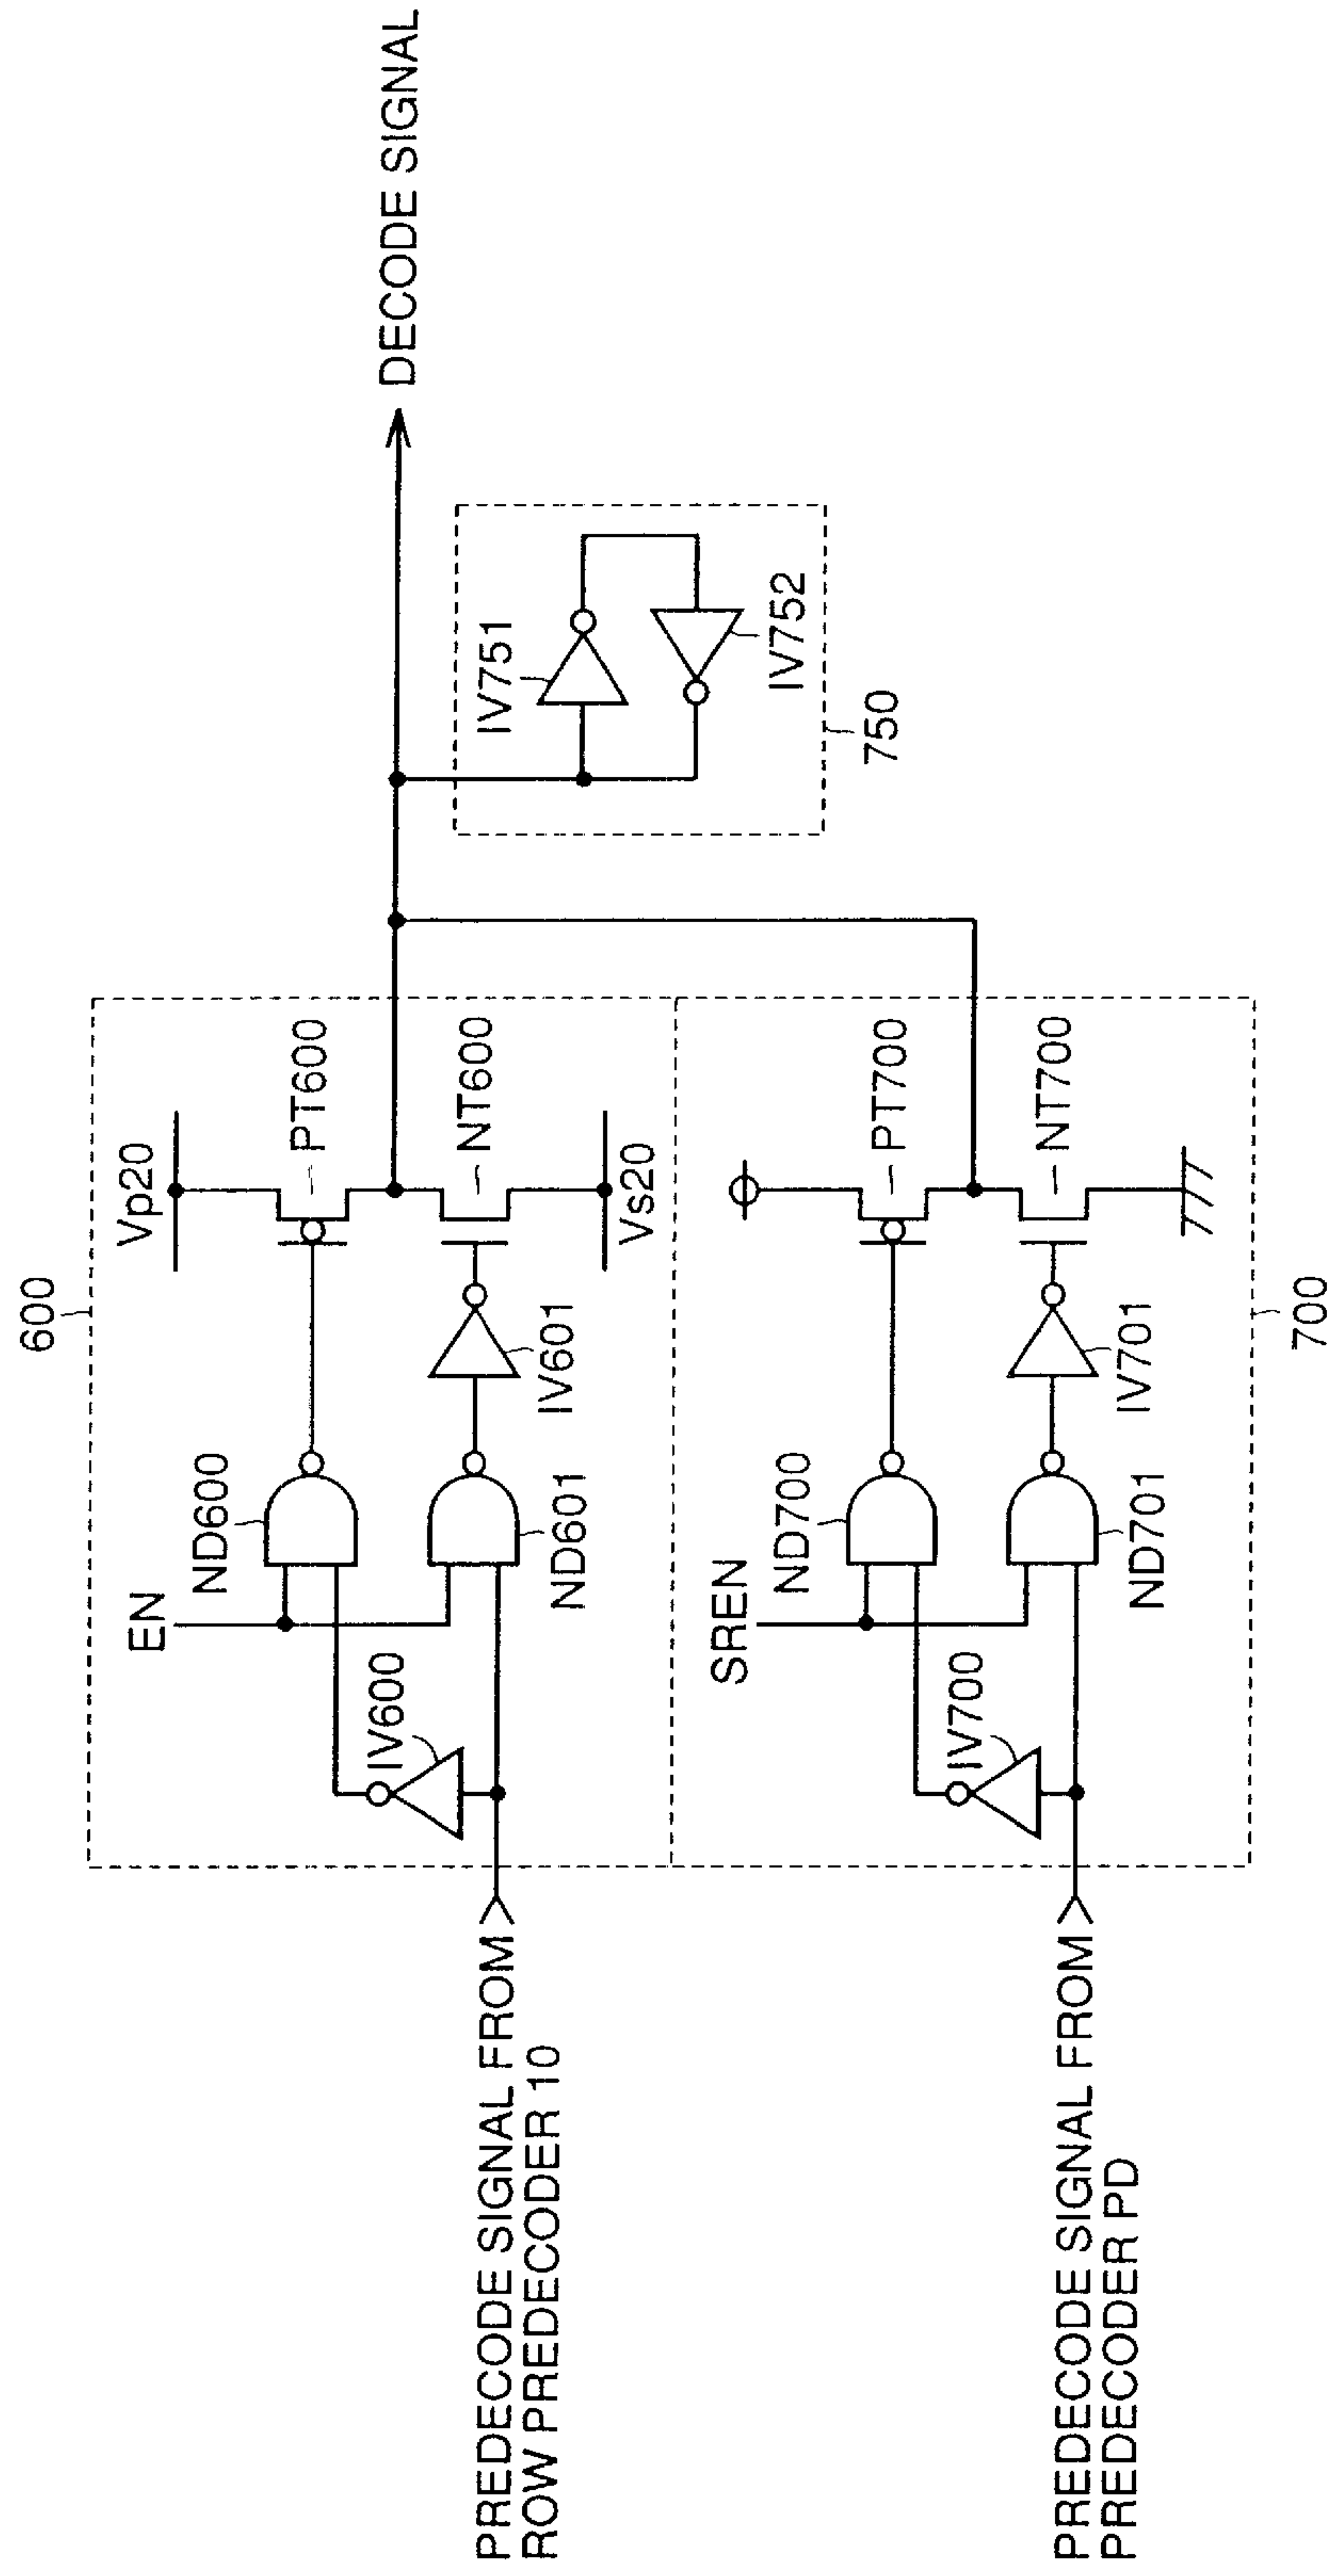 600
Vp20
PT600
NT600
Vs20
EN
ND600
ND601
IV600
IV601
PREDECODE SIGNAL FROM
ROW PREDECODER 10
DECODE SIGNAL
IV751
IV752
750
SREN
ND700
ND701
IV700
IV701
PT700
NT700
700
PREDECODE SIGNAL FROM
PREDECODER PD